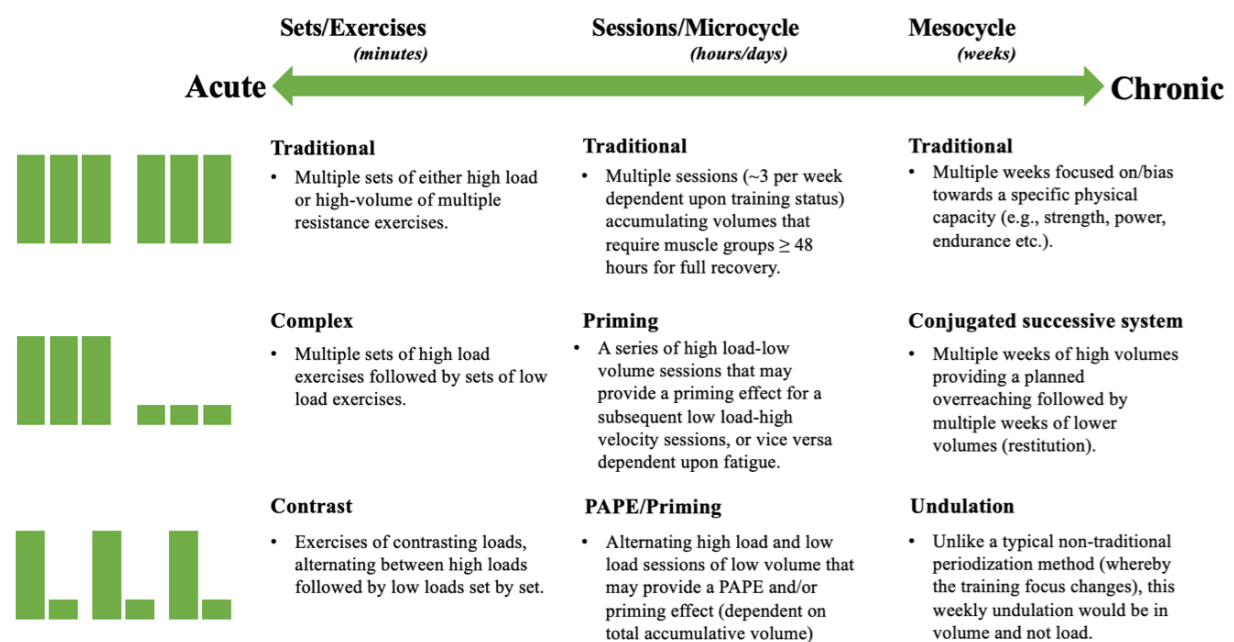 Sets/Exercises
(minutes)
Sessions/Microcycle
(hours/days)
Mesocycle
(weeks)
Acute
Chronic
Traditional
• Multiple sets of either high load
or high-volume of multiple
resistance exercises.
Traditional
• Multiple sessions (~3 per week
dependent upon training status)
accumulating volumes that
require muscle groups ≥ 48
hours for full recovery.
Traditional
• Multiple weeks focused on/bias
towards a specific physical
capacity (e.g., strength, power,
endurance etc.).
Complex
• Multiple sets of high load
exercises followed by sets of low
load exercises.
Priming
• A series of high load-low
volume sessions that may
provide a priming effect for a
subsequent low load-high
velocity sessions, or vice versa
dependent upon fatigue.
Conjugated successive system
• Multiple weeks of high volumes
providing a planned
overreaching followed by
multiple weeks of lower
volumes (restitution).
Contrast
• Exercises of contrasting loads,
alternating between high loads
followed by low loads set by set.
PAPE/Priming
• Alternating high load and low
load sessions of low volume that
may provide a PAPE and/or
priming effect (dependent on
total accumulative volume)
Undulation
• Unlike a typical non-traditional
periodization method (whereby
the training focus changes), this
weekly undulation would be in
volume and not load.